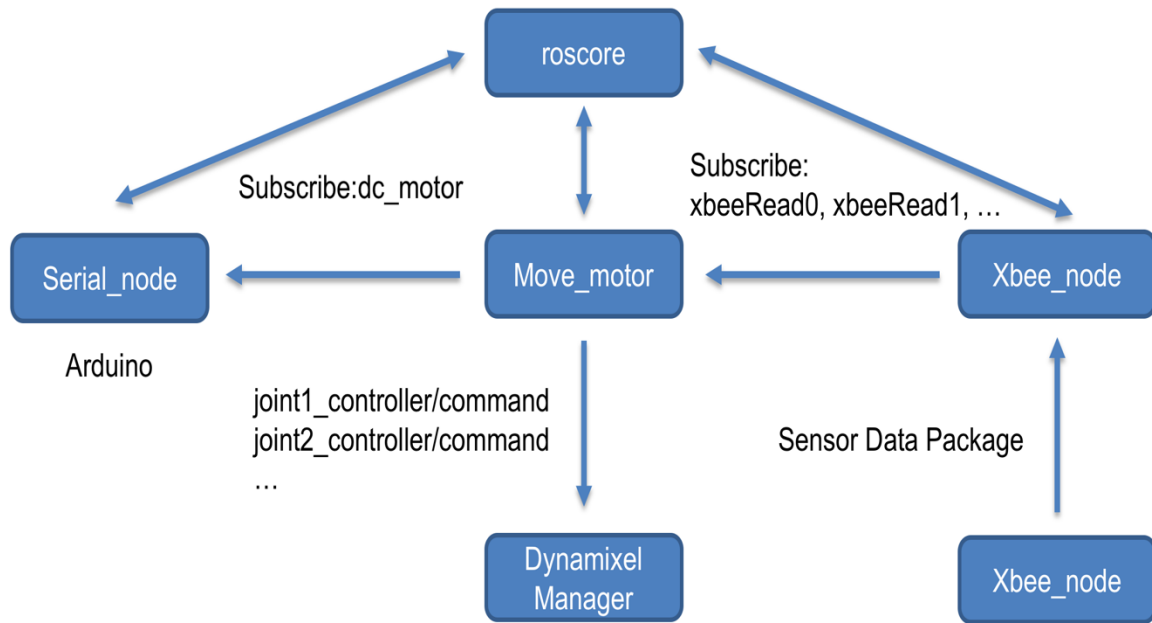 roscore
Subscribe:dc_motor
Subscribe:
xbeeRead0, xbeeRead1, …
Serial_node
Move_motor
Xbee_node
Arduino
joint1_controller/command
joint2_controller/command
…
Sensor Data Package
Dynamixel
Manager
Xbee_node